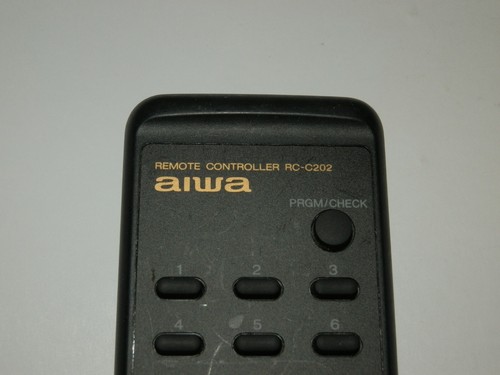 REMOTE CONTROLLER RC-C202
aiwa
PRGM/CHECK
1 2 3
4 5 6